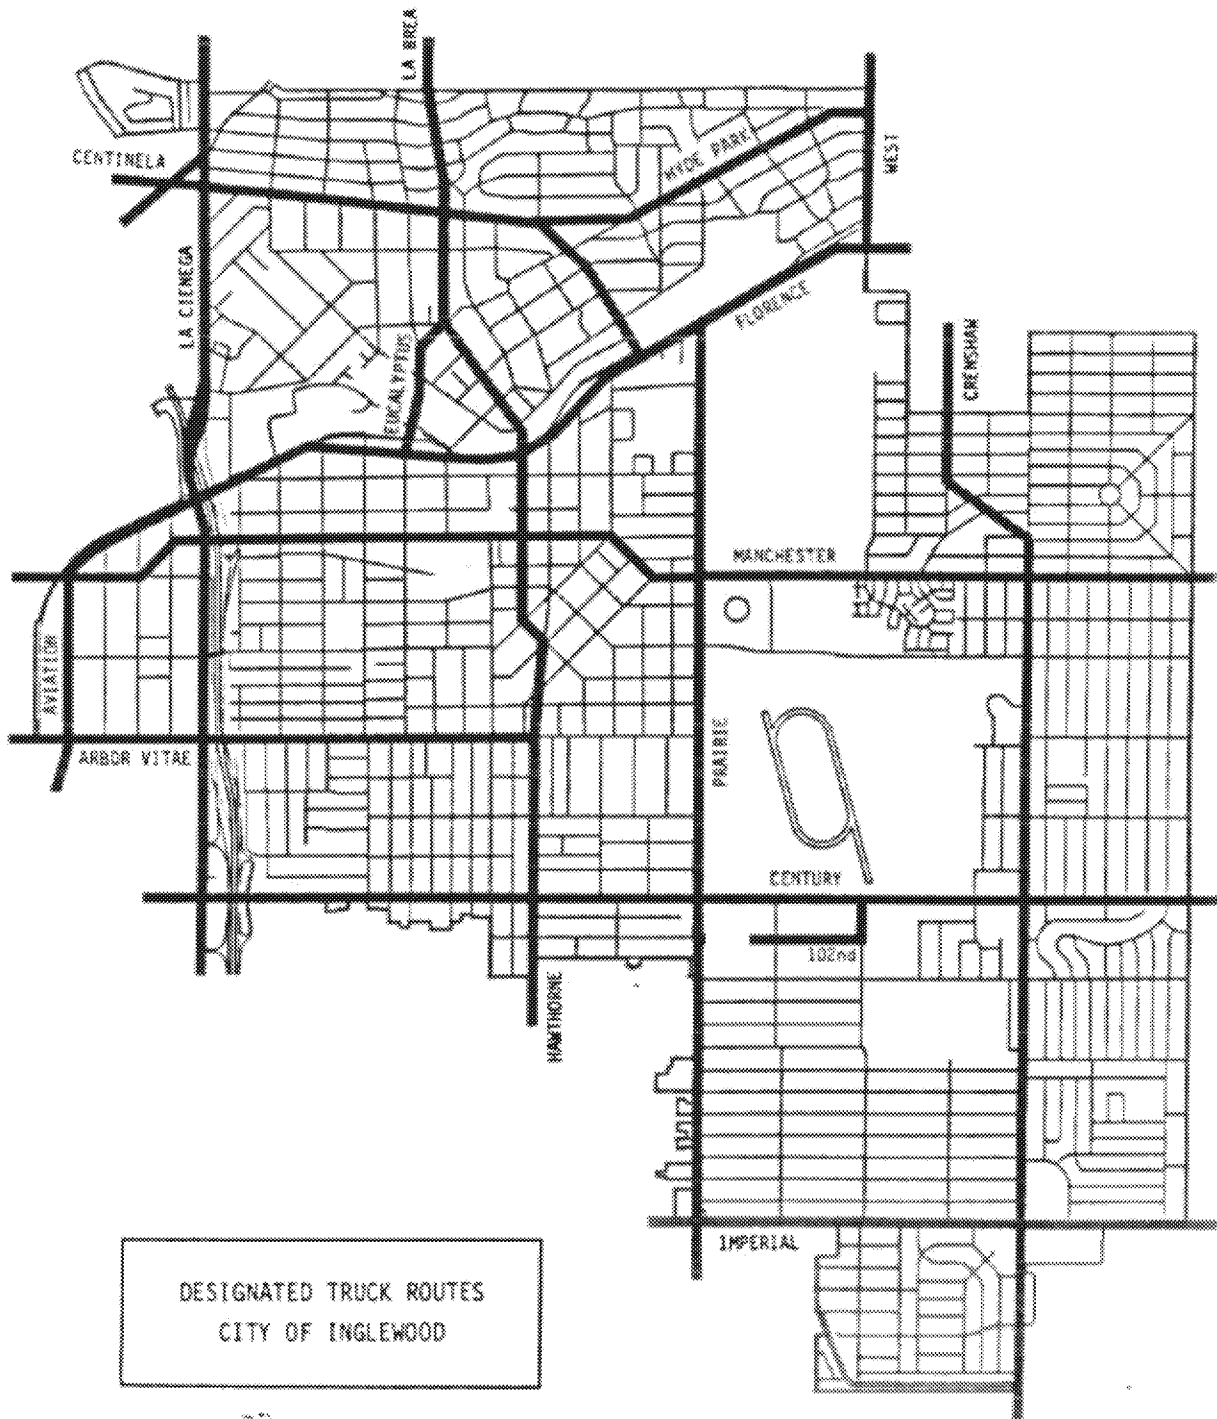 LA BREA
CENTINELA
HYDE PARK
WEST
LA CIENEGA
FLORENCE
EUCALYPTUS
CRENSHAW
MANCHESTER
AVIATION
ARBOR VITAE
PRAIRIE
CENTURY
102nd
HAWTHORNE
IMPERIAL
DESIGNATED TRUCK ROUTES
CITY OF INGLEWOOD